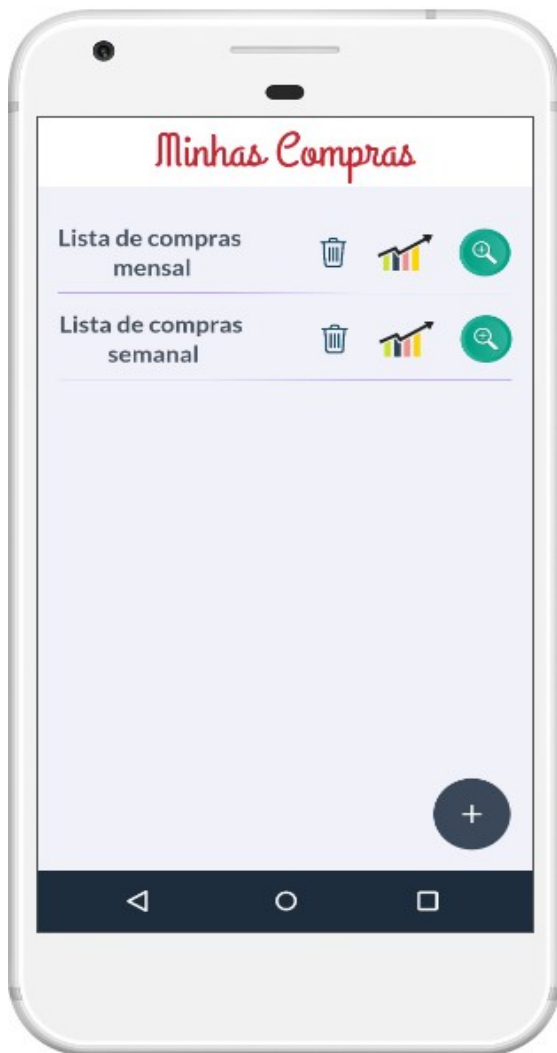 Minhas Compras
Lista de compras
mensal
Lista de compras
semanal
+